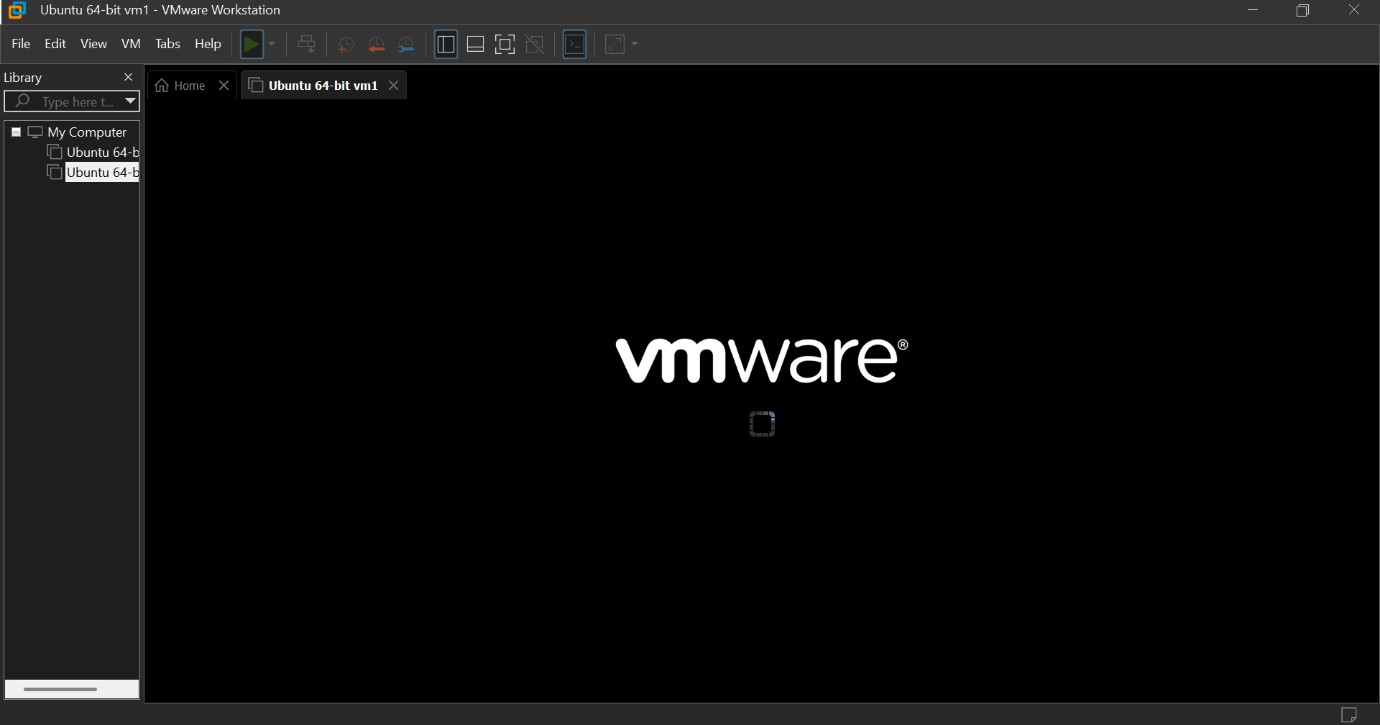 Ubuntu 64-bit vm1 - VMware Workstation
File Edit View VM Tabs Help
Library
Home
Ubuntu 64-bit vm1
Type here t...
My Computer
Ubuntu 64-b
Ubuntu 64-b
vmware®